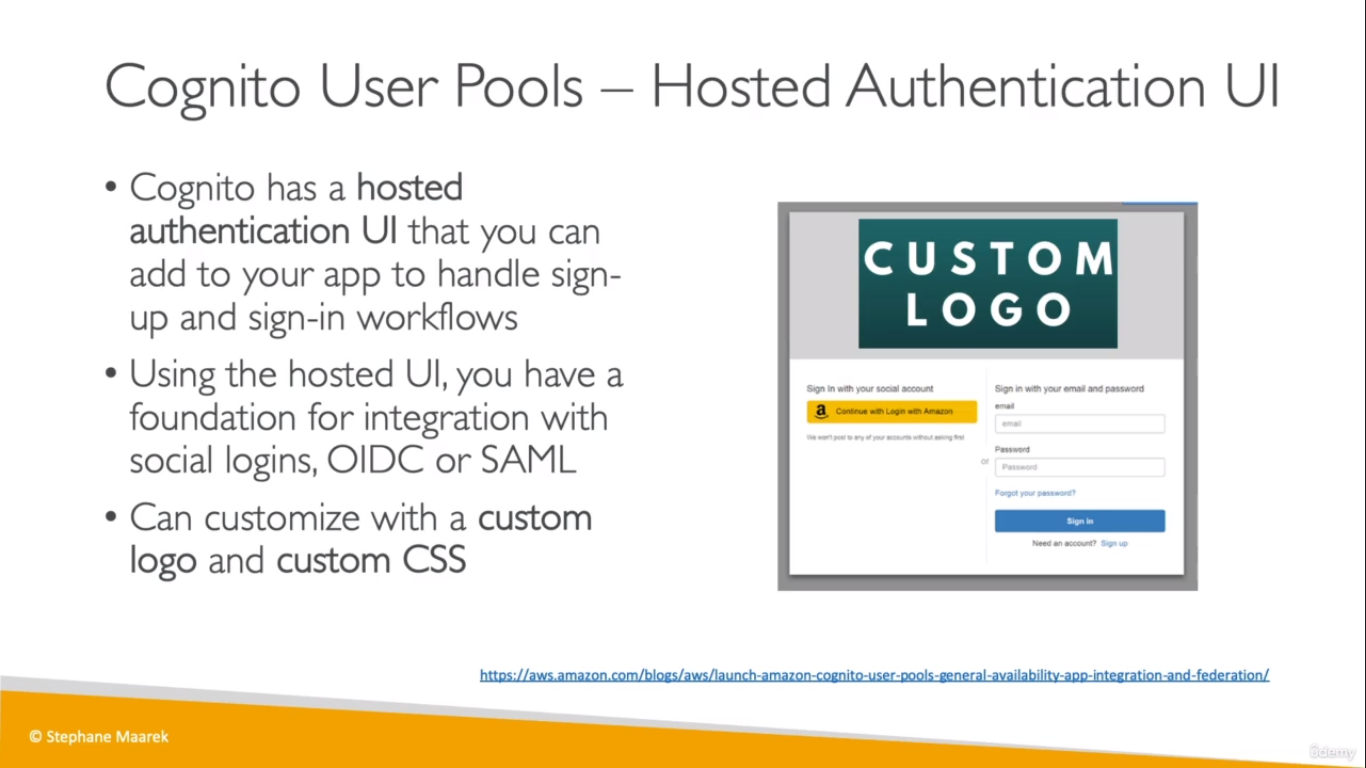 Cognito User Pools – Hosted Authentication UI
• Cognito has a hosted
authentication UI that you can
add to your app to handle sign-
up and sign-in workflows
• Using the hosted UI, you have a
foundation for integration with
social logins, OIDC or SAML
• Can customize with a custom
logo and custom CSS
CUSTOM
LOGO
Sign In with your social account
Continue with Login with Amazon
We won't post to any of your accounts without asking first
or
Sign in with your email and password
email
email
Password
Password
Forgot your password?
Sign in
Need an account? Sign up
https://aws.amazon.com/blogs/aws/launch-amazon-cognito-user-pools-general-availability-app-integration-and-federation/
© Stephane Maarek
ûdemy